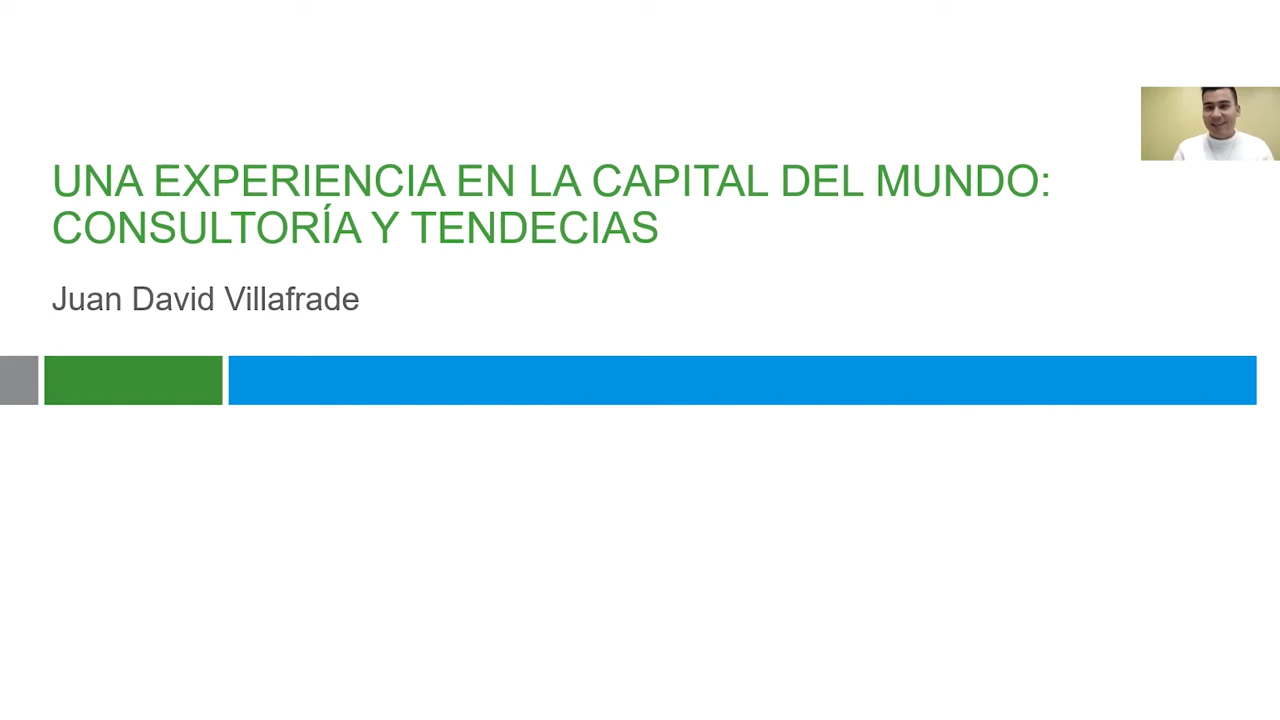 UNA EXPERIENCIA EN LA CAPITAL DEL MUNDO:
CONSULTORÍA Y TENDECIAS
Juan David Villafrade